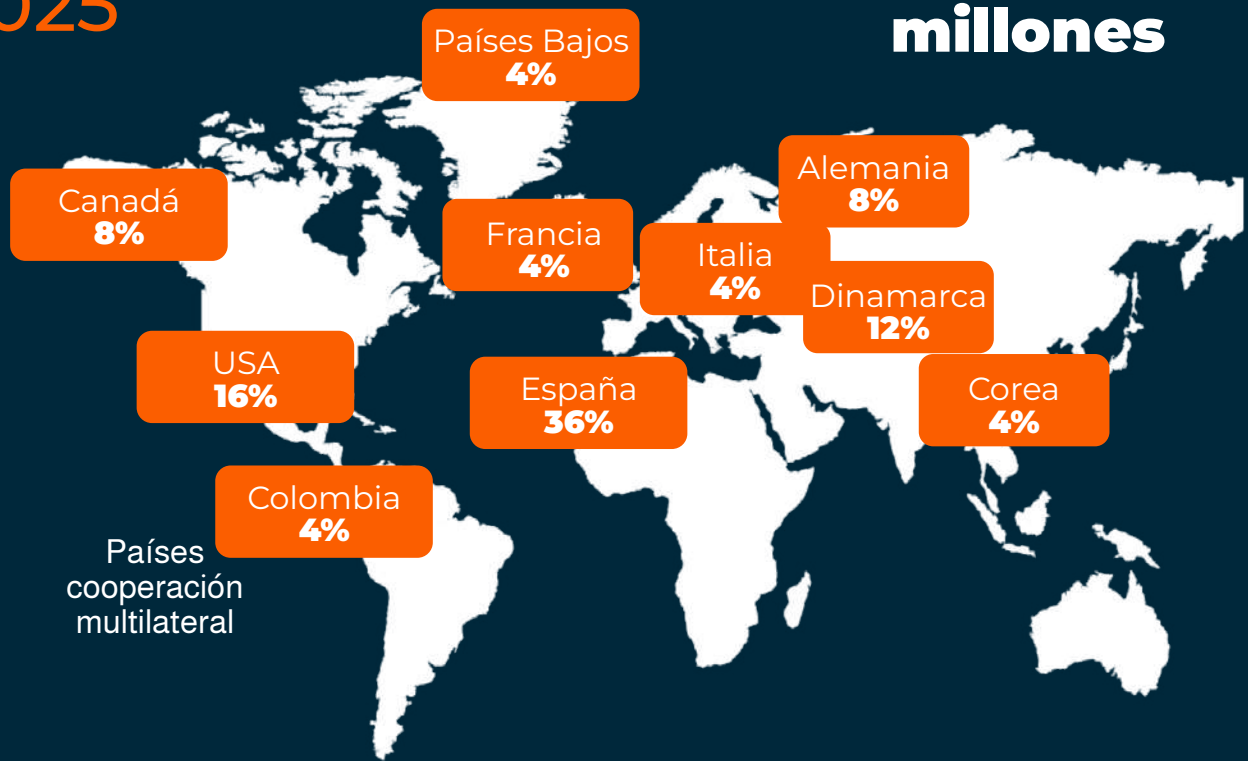 025
millones
Países Bajos
4%
Alemania
8%
Canadá
8%
Francia
4%
Italia
4%
Dinamarca
12%
USA
16%
España
36%
Corea
4%
Colombia
4%
Países
cooperación
multilateral